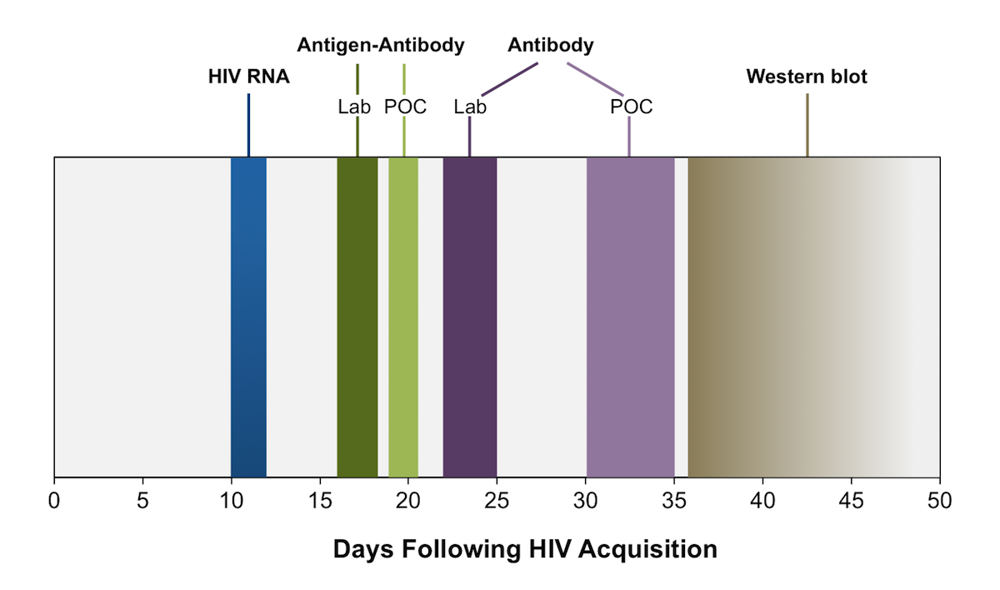 Antigen-Antibody
Antibody
HIV RNA
Western blot
Lab
POC
Lab
POC
0
5
10
15
20
25
30
35
40
45
50
Days Following HIV Acquisition